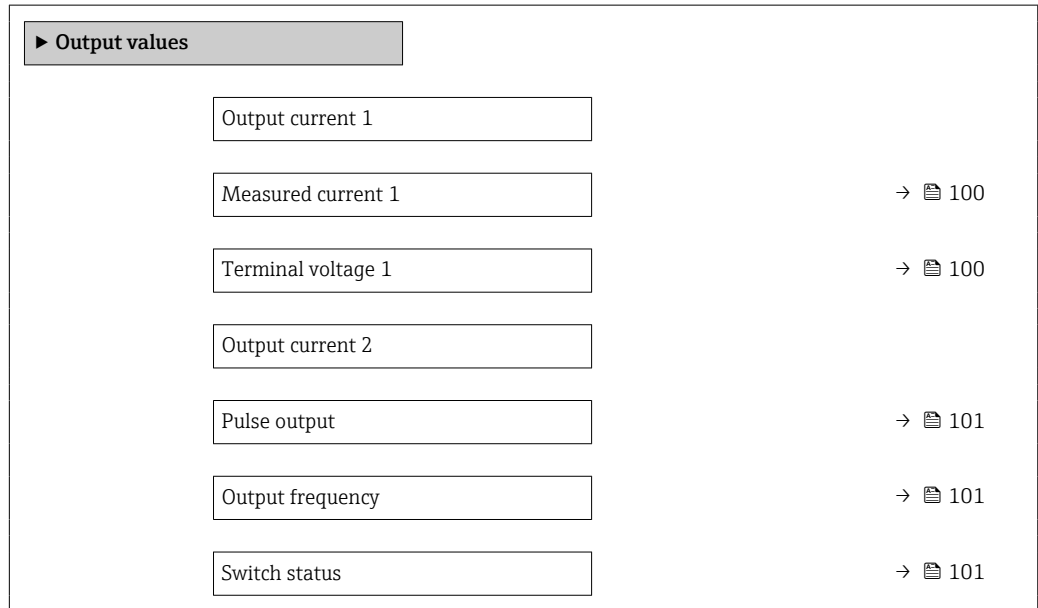 ▶ Output values
Output current 1
Measured current 1 → 🖹 100
Terminal voltage 1 → 🖹 100
Output current 2
Pulse output → 🖹 101
Output frequency → 🖹 101
Switch status → 🖹 101